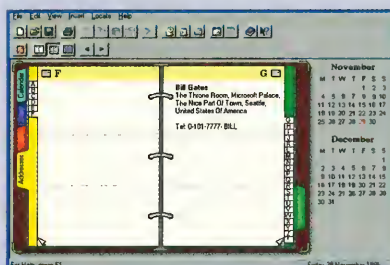 File Edit View Insert Locale Help
Calendar
Addresses
F
G
Bill Gates
The Throne Room, Microsoft Palace,
The Nice Part Of Town, Seattle,
United States Of America
Tel: 0-101-7777- BILL
November
M T W T F S S
1 2 3
4 5 6 7 8 9 10
11 12 13 14 15 16 17
18 19 20 21 22 23 24
25 26 27 28 29 30
December
M T W T F S S
1
2 3 4 5 6 7 8
9 10 11 12 13 14 15
16 17 18 19 20 21 22
23 24 25 26 27 28 29
30 31